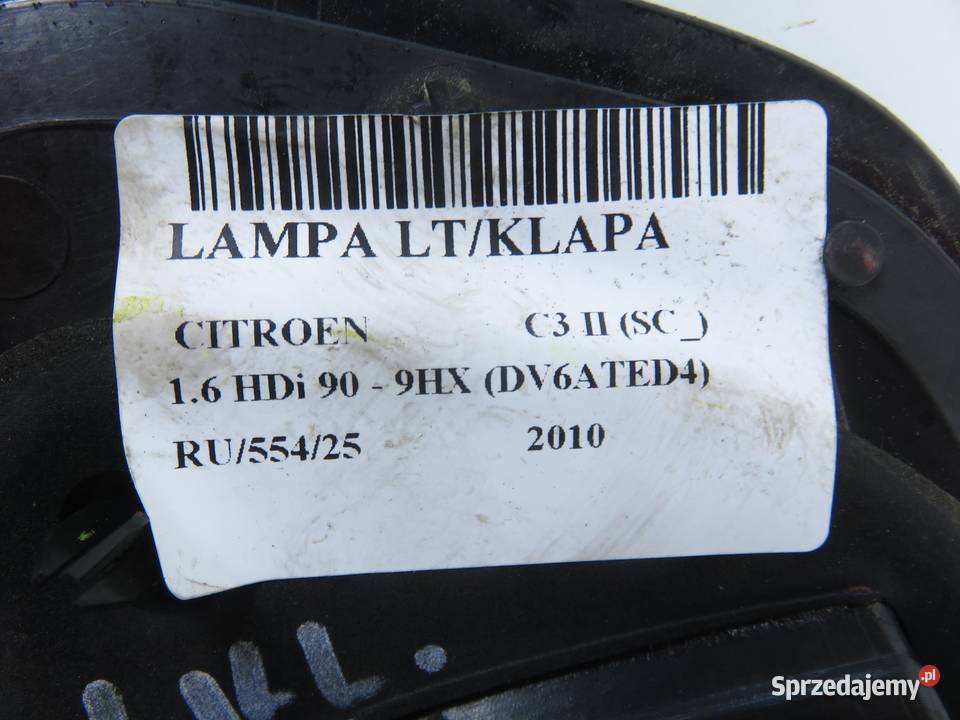 LAMPA LT/KLAPA
CITROEN C3 II (SC_)
1.6 HDi 90 - 9HX (DV6ATED4)
RU/554/25 2010
Sprzedajemy.pl